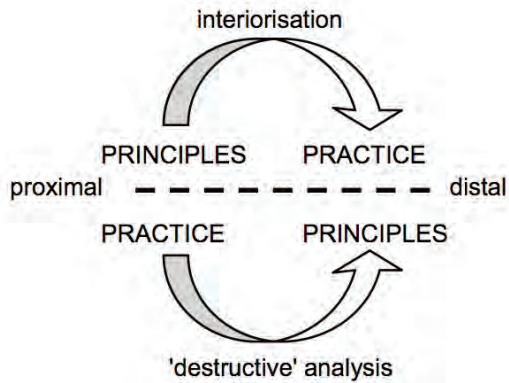 interiorisation
PRINCIPLES PRACTICE
proximal distal
PRACTICE PRINCIPLES
'destructive' analysis